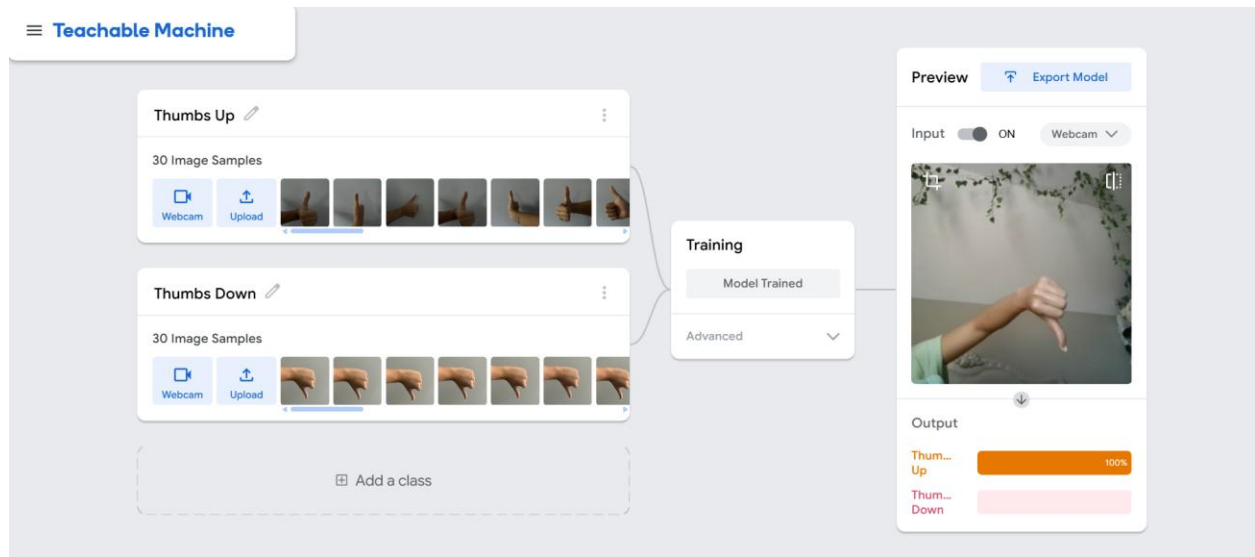 Teachable Machine
Thumbs Up
30 Image Samples
Webcam
Upload
Thumbs Down
30 Image Samples
Webcam
Upload
Add a class
Training
Model Trained
Advanced
Preview
Export Model
Input
ON
Webcam
Output
Thum...
Up
100%
Thum...
Down